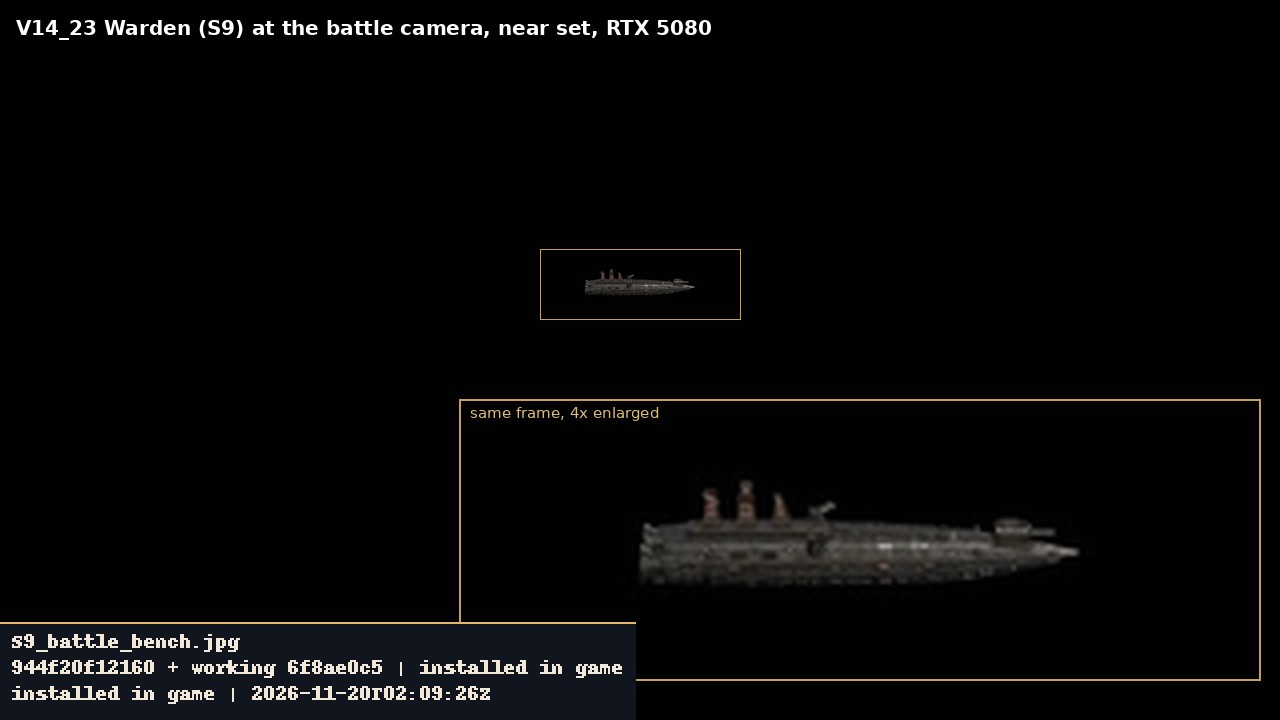 V14_23 Warden (S9) at the battle camera, near set, RTX 5080
same frame, 4x enlarged
s9_battle_bench.jpg
944f20f12160 + working 6f8ae0c5 | installed in game
installed in game | 2026-11-20T02:09:26Z